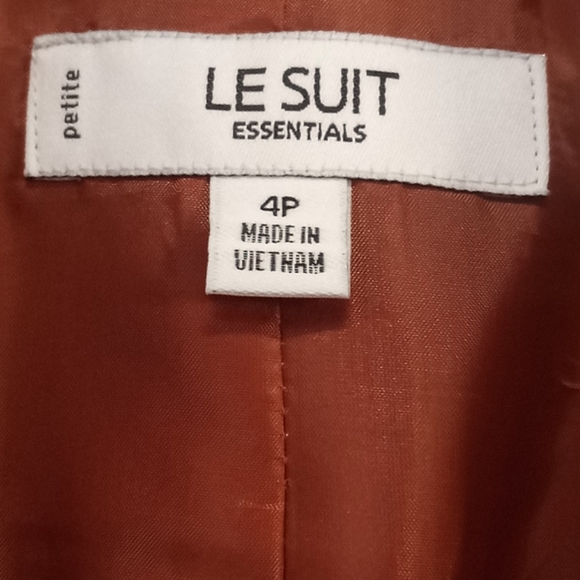 petite
LE SUIT
ESSENTIALS
4P
MADE IN
VIETNAM